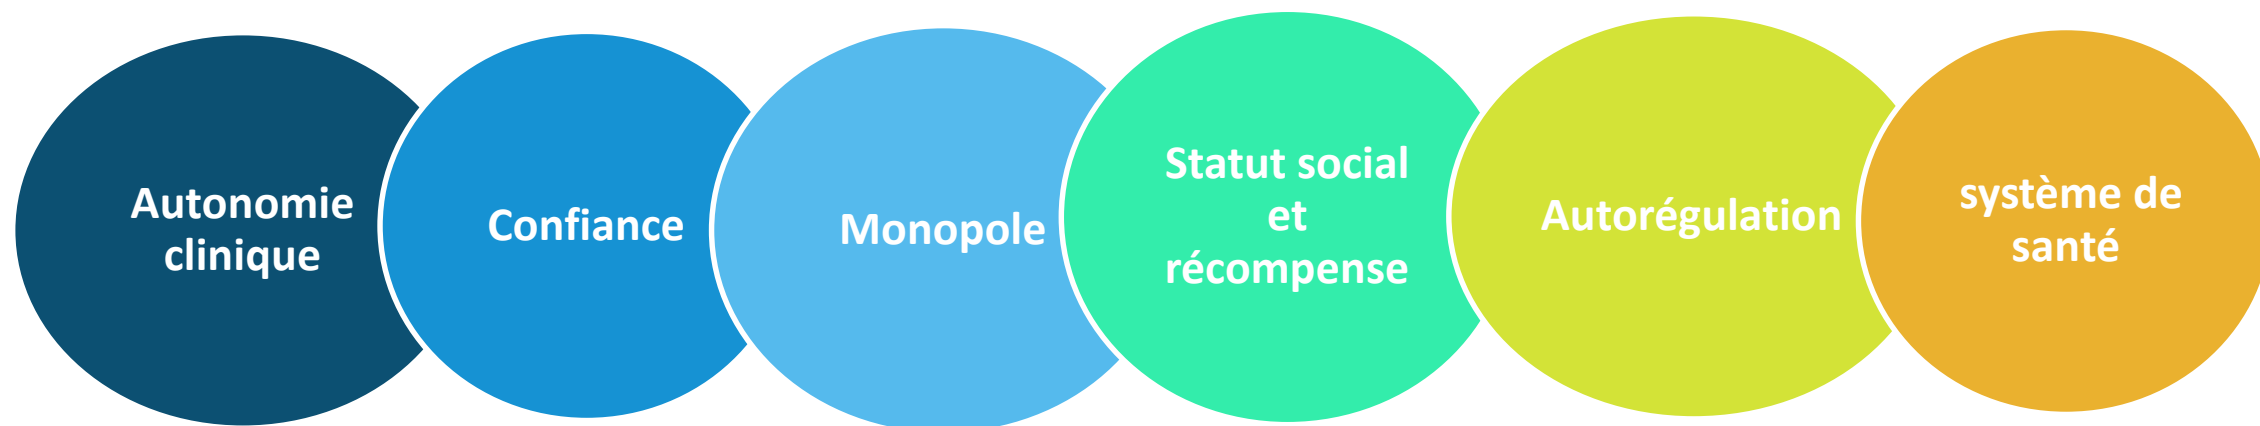 Autonomie
clinique
Confiance
Monopole
Statut social
et
récompense
Autorégulation
système de
santé